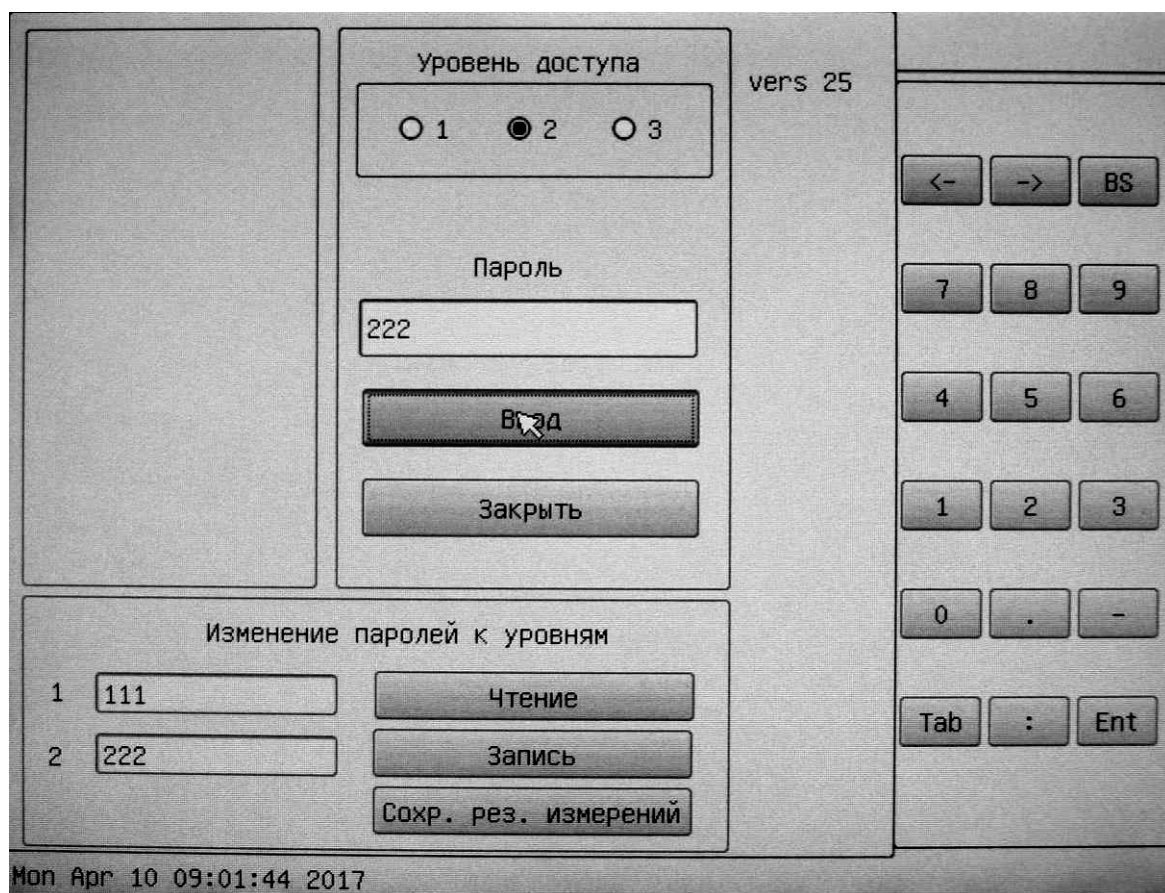 Уровень доступа
1 2 3
vers 25
Пароль
222
Вход
Закрыть
Изменение паролей к уровням
1 111
2 222
Чтение
Запись
Сохр. рез. измерений
<- -> BS
7 8 9
4 5 6
1 2 3
0 . -
Tab : Ent
Mon Apr 10 09:01:44 2017